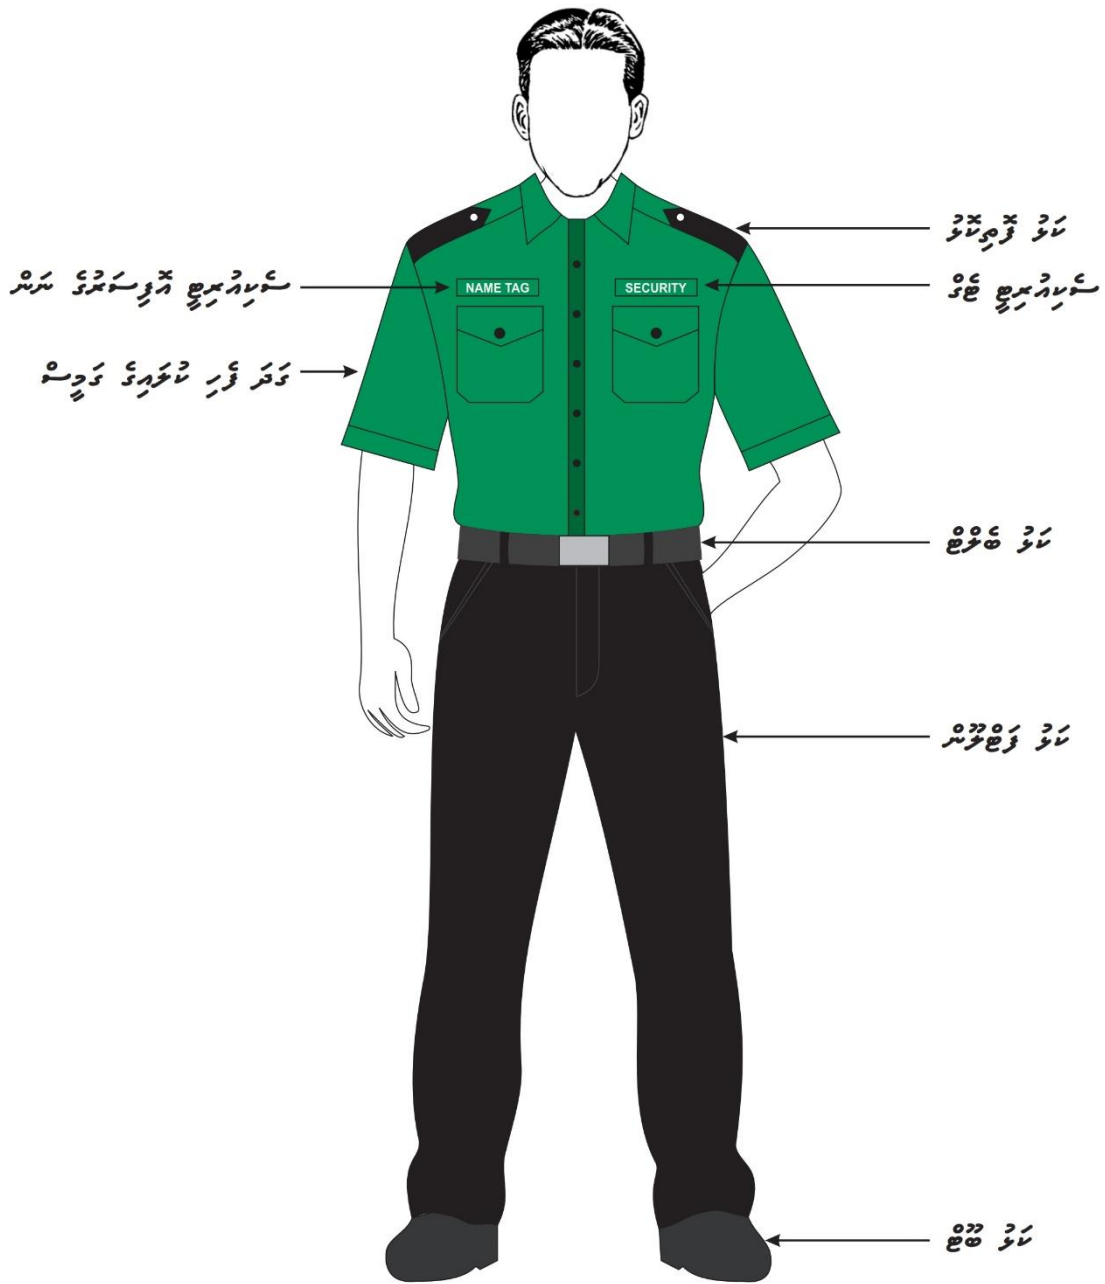 ކަޅު ފޮތިކޮޅު
ސެކިއުރިޓީ އޮފިސަރުގެ ނަން
NAME TAG
SECURITY
ސެކިއުރިޓީ ޓެގް
ގަދަ ފެހި ކުލައިގެ ގަމީސް
ކަޅު ބެލްޓް
ކަޅު ފަޓްލޫން
ކަޅު ބޫޓް